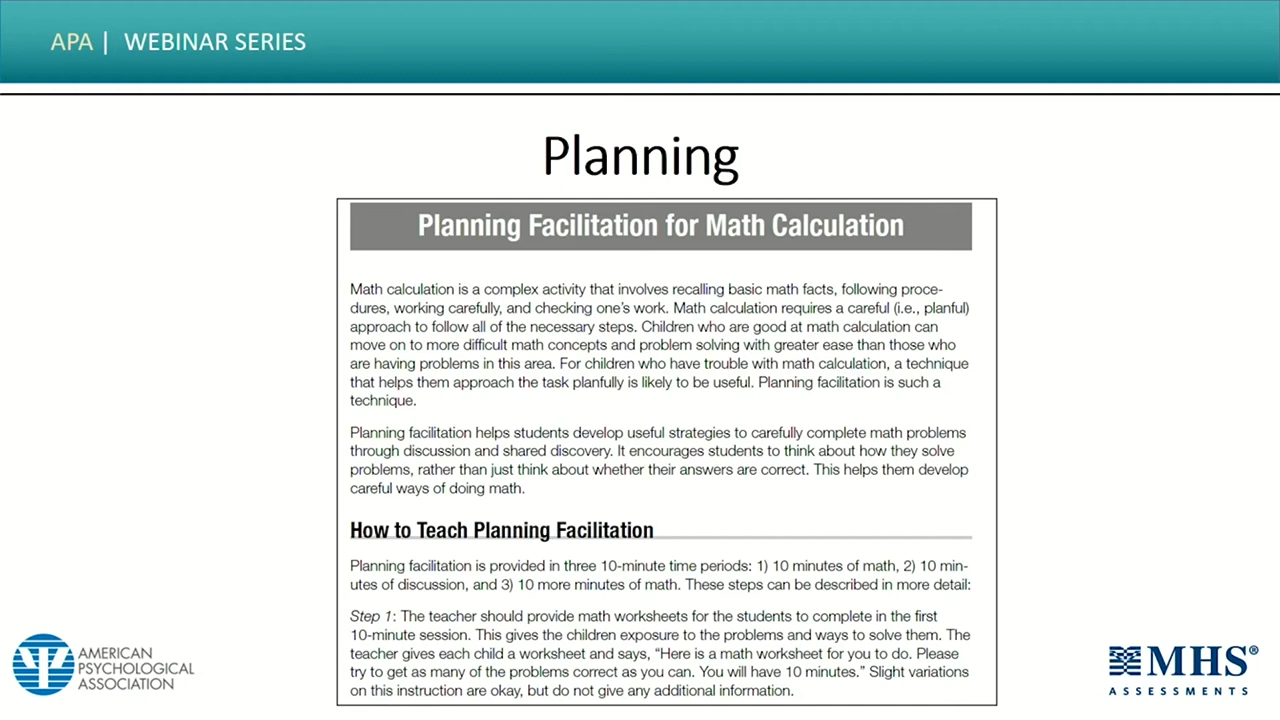 APA | WEBINAR SERIES
Planning
Planning Facilitation for Math Calculation
Math calculation is a complex activity that involves recalling basic math facts, following proce-
dures, working carefully, and checking one's work. Math calculation requires a careful (i.e., planful)
approach to follow all of the necessary steps. Children who are good at math calculation can
move on to more difficult math concepts and problem solving with greater ease than those who
are having problems in this area. For children who have trouble with math calculation, a technique
that helps them approach the task planfully is likely to be useful. Planning facilitation is such a
technique.
Planning facilitation helps students develop useful strategies to carefully complete math problems
through discussion and shared discovery. It encourages students to think about how they solve
problems, rather than just think about whether their answers are correct. This helps them develop
careful ways of doing math.
How to Teach Planning Facilitation
Planning facilitation is provided in three 10-minute time periods: 1) 10 minutes of math, 2) 10 min-
utes of discussion, and 3) 10 more minutes of math. These steps can be described in more detail:
Step 1: The teacher should provide math worksheets for the students to complete in the first
10-minute session. This gives the children exposure to the problems and ways to solve them. The
teacher gives each child a worksheet and says, “Here is a math worksheet for you to do. Please
try to get as many of the problems correct as you can. You will have 10 minutes.” Slight variations
on this instruction are okay, but do not give any additional information.
AMERICAN
PSYCHOLOGICAL
ASSOCIATION
MHS®
ASSESSMENTS